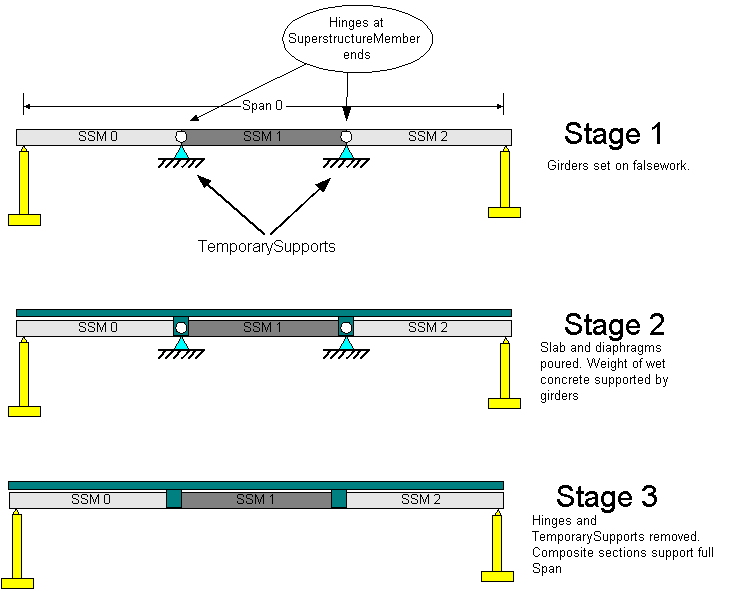 Hinges at
SuperstructureMember
ends
Span 0
SSM 0
SSM 1
SSM 2
Stage 1
Girders set on falsework.
TemporarySupports
SSM 0
SSM 1
SSM 2
Stage 2
Slab and diaphragms
poured. Weight of wet
concrete supported by
girders
SSM 0
SSM 1
SSM 2
Stage 3
Hinges and
TemporarySupports removed.
Composite sections support full
Span